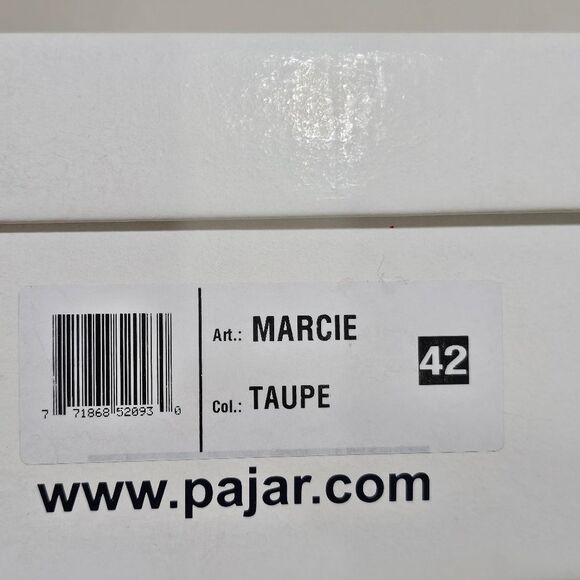 Art.: MARCIE
42
Col.: TAUPE
7 71868 52093 0
www.pajar.com